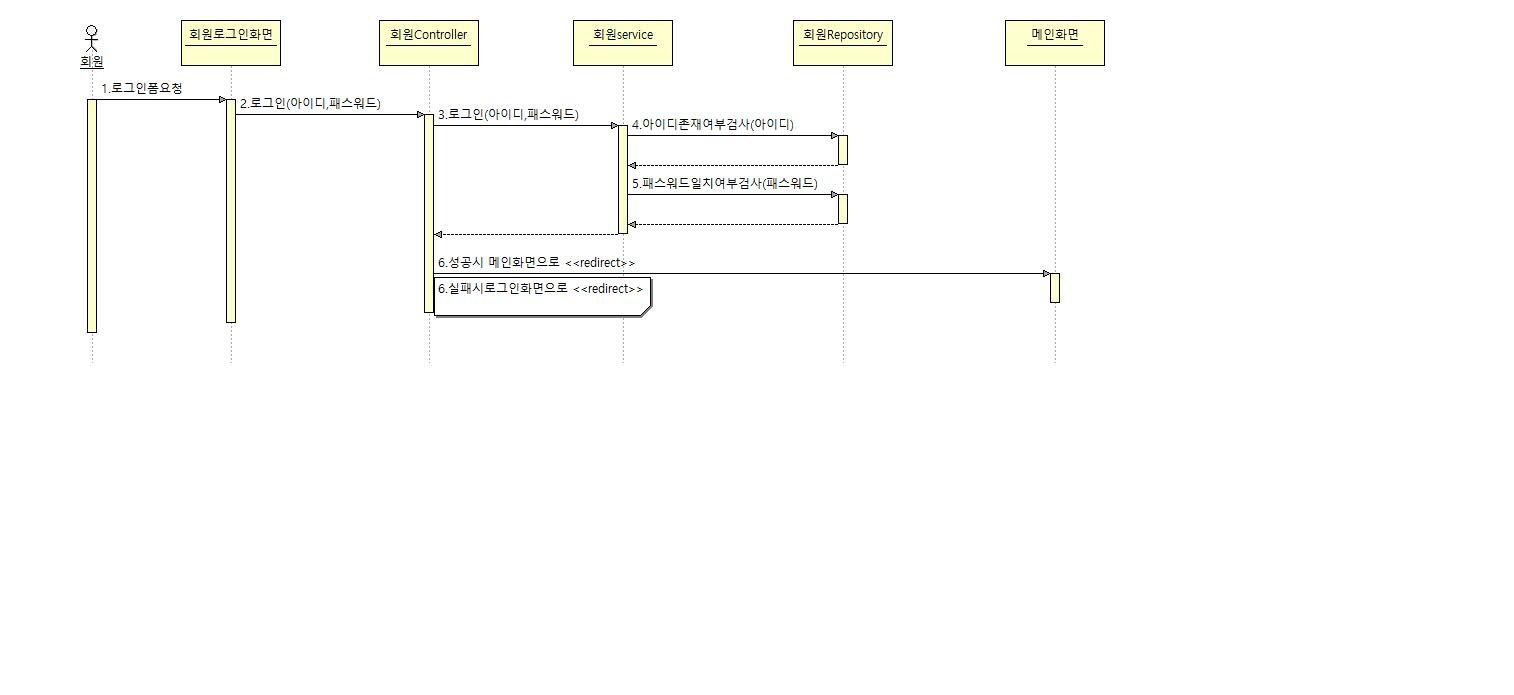 회원
회원로그인화면
회원Controller
회원service
회원Repository
메인화면
1.로그인폼요청
2.로그인(아이디,패스워드)
3.로그인(아이디,패스워드)
4.아이디존재여부검사(아이디)
5.패스워드일치여부검사(패스워드)
6.성공시 메인화면으로 <<redirect>>
6.실패시로그인화면으로 <<redirect>>